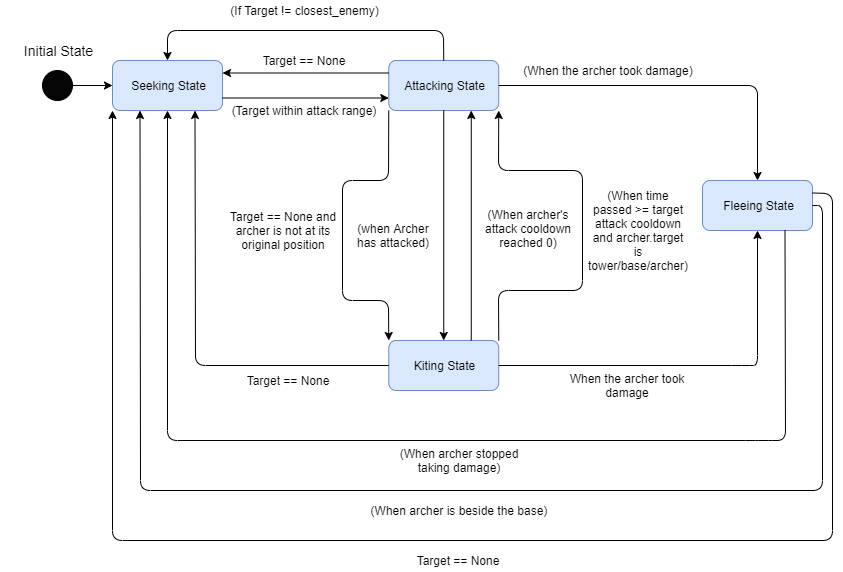 (If Target != closest_enemy)
Initial State
Seeking State
Target == None
(Target within attack range)
Attacking State
(When the archer took damage)
Fleeing State
Target == None and
archer is not at its
original position
(when Archer
has attacked)
(When archer's
attack cooldown
reached 0)
(When time
passed >= target
attack cooldown
and archer.target
is
tower/base/archer)
Kiting State
Target == None
When the archer took
damage
(When archer stopped
taking damage)
(When archer is beside the base)
Target == None